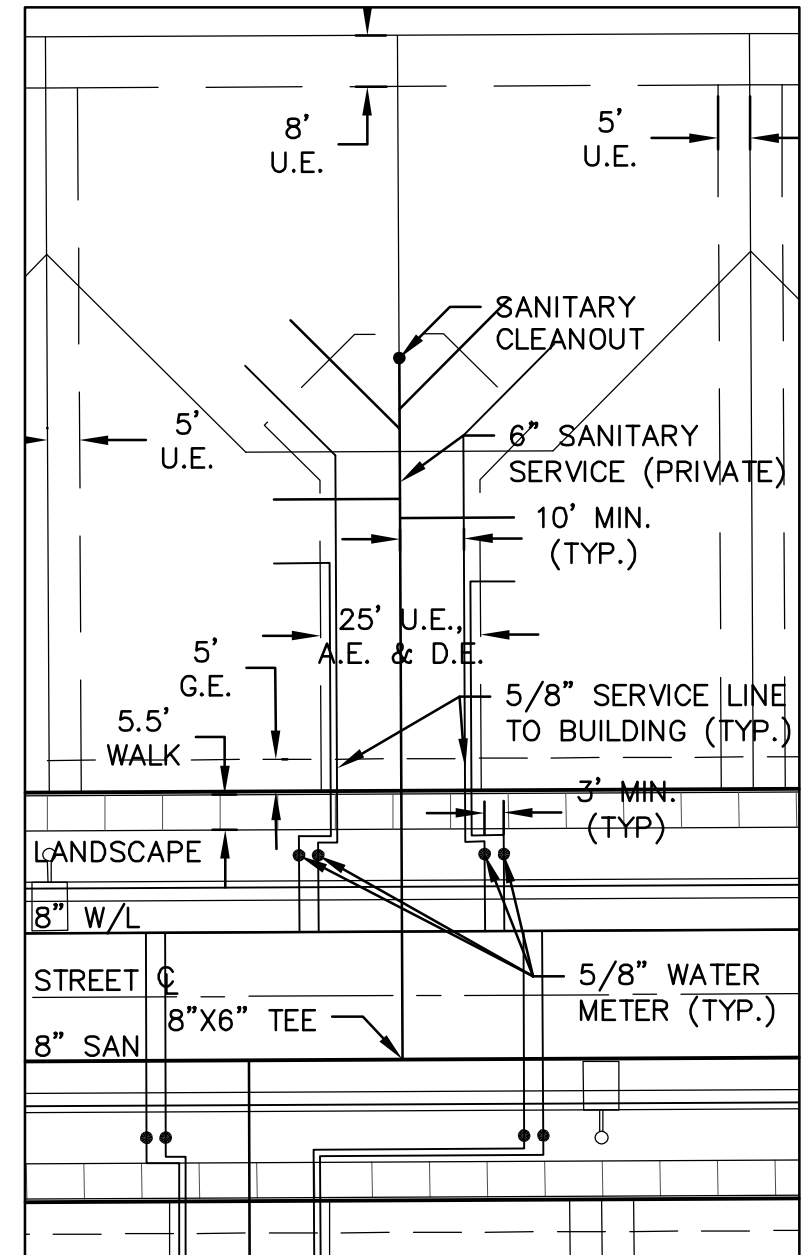 8’
U.E.
5’
U.E.
SANITARY
CLEANOUT
5’
U.E.
6” SANITARY
SERVICE (PRIVATE)
10’ MIN.
(TYP.)
25’ U.E.,
A.E. & D.E.
5’
G.E.
5/8” SERVICE LINE
TO BUILDING (TYP.)
5.5’
WALK
3’ MIN.
(TYP)
LANDSCAPE
8” W/L
STREET ℄
5/8” WATER
METER (TYP.)
8”X6” TEE
8” SAN